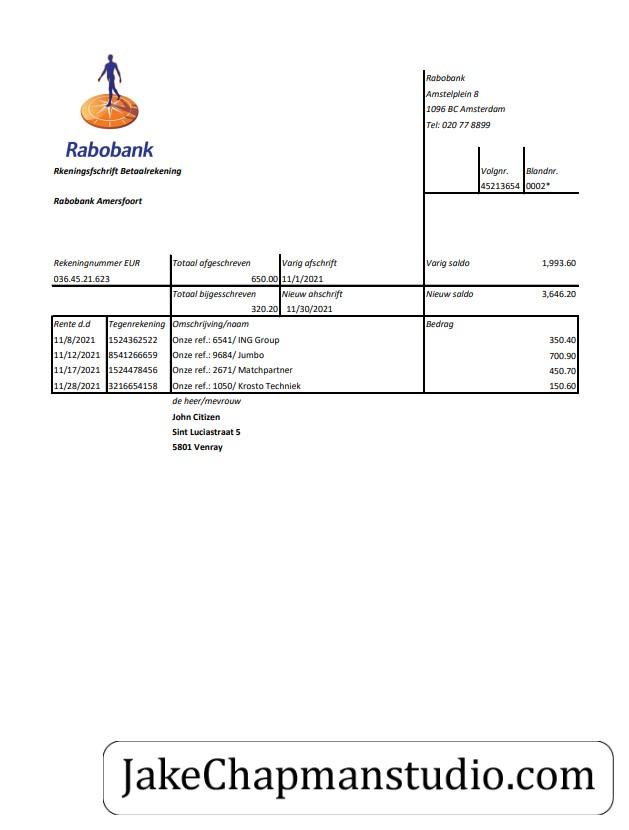 Rabobank
Amstelplein 8
1096 BC Amsterdam
Tel: 020 77 8899
Rabobank
Rkeningsfschrift Betaalrekening
Volgnr. Blandnr.
45213654 0002*
Rabobank Amersfoort
Rekeningnummer EUR Totaal afgeschreven Varig afschrift Varig saldo 1,993.60
036.45.21.623 650.00 11/1/2021
Totaal bijgesschreven Nieuw ahschrift Nieuw saldo 3,646.20
320.20 11/30/2021
Rente d.d Tegenrekening Omschrijving/naam Bedrag
11/8/2021 1524362522 Onze ref.: 6541/ ING Group 350.40
11/12/2021 8541266659 Onze ref.: 9684/ Jumbo 700.90
11/17/2021 1524478456 Onze ref.: 2671/ Matchpartner 450.70
11/28/2021 3216654158 Onze ref.: 1050/ Krosto Techniek 150.60
de heer/mevrouw
John Citizen
Sint Luciastraat 5
5801 Venray
JakeChapmanstudio.com